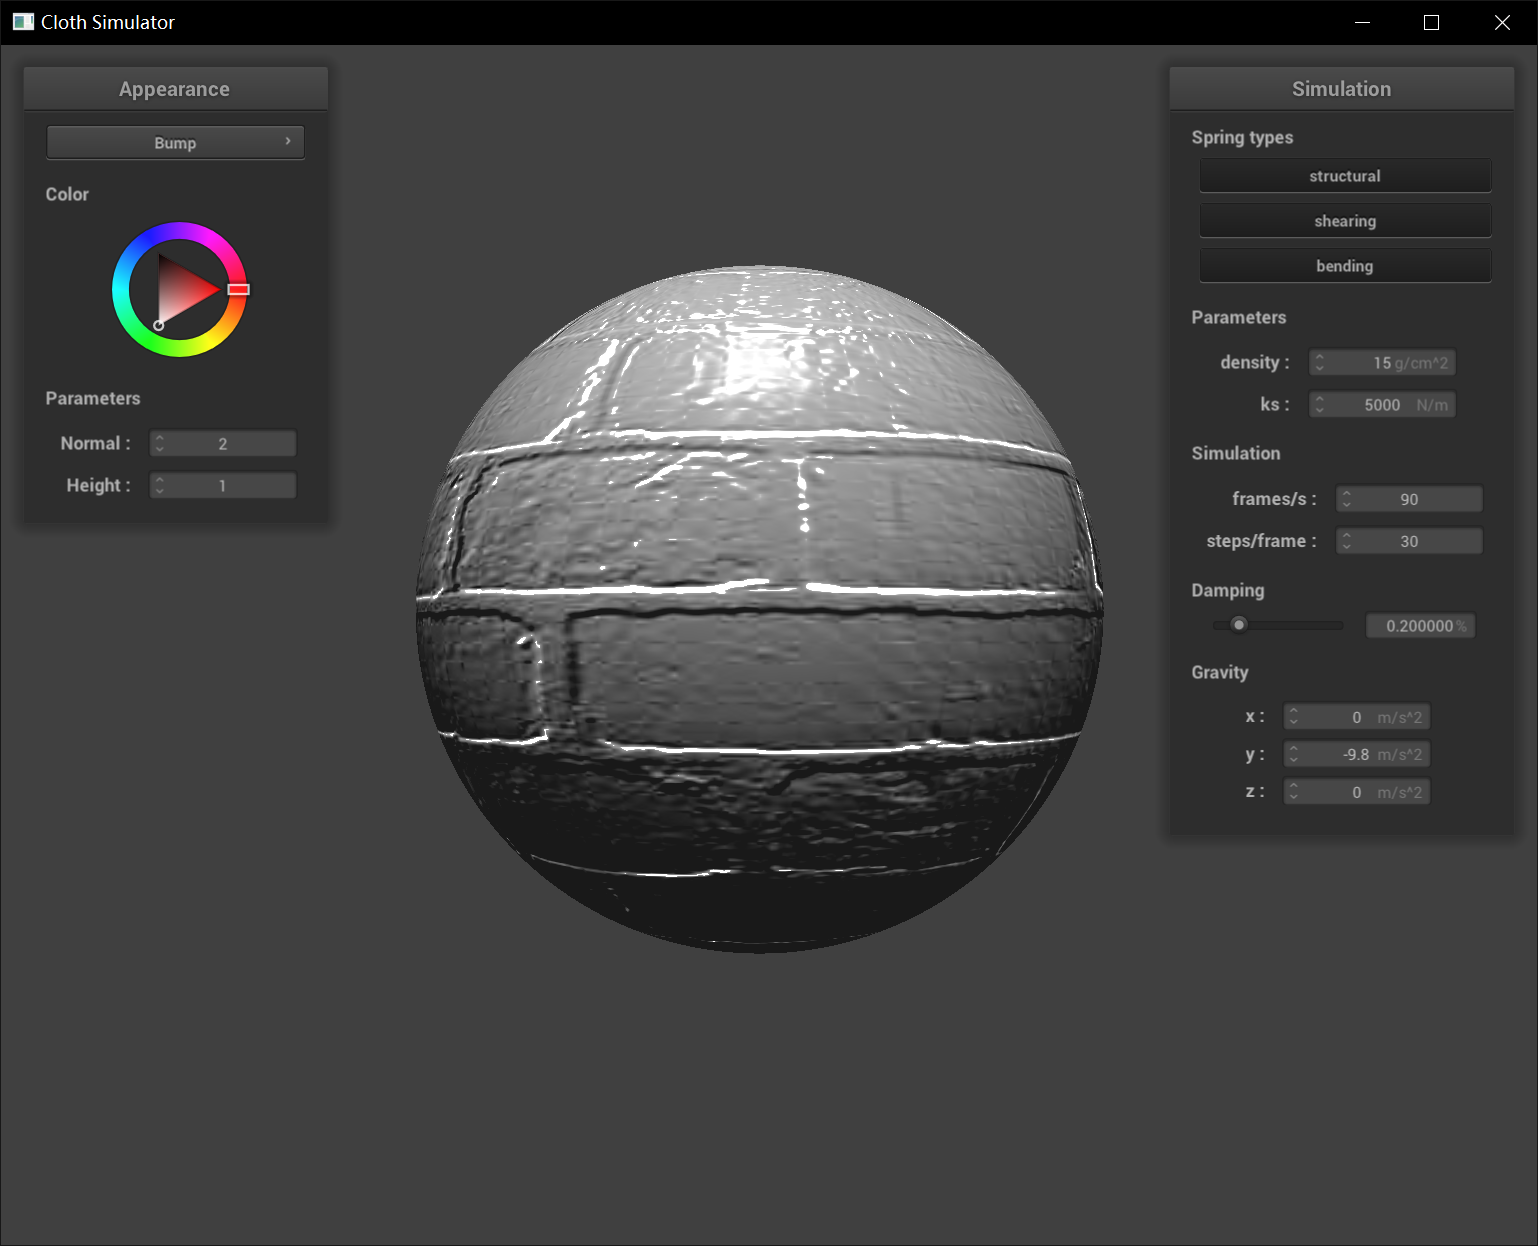 Cloth Simulator
Appearance
Bump
Color
Parameters
Normal : 2
Height : 1
Simulation
Spring types
structural
shearing
bending
Parameters
density : 15 g/cm^2
ks : 5000 N/m
Simulation
frames/s : 90
steps/frame : 30
Damping
0.200000 %
Gravity
x : 0 m/s^2
y : -9.8 m/s^2
z : 0 m/s^2